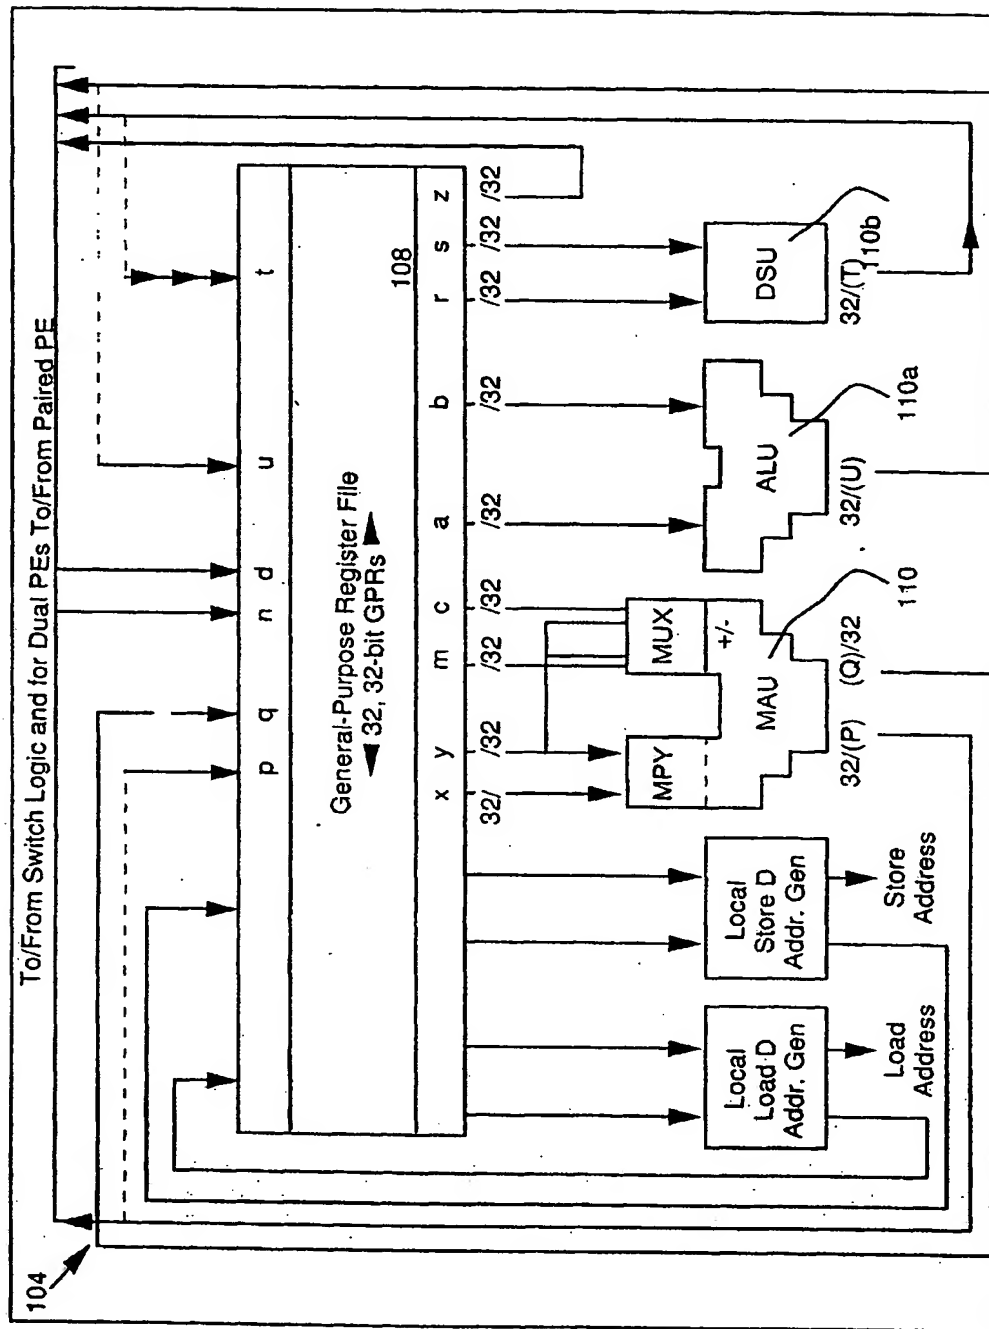 104
To/From Switch Logic and for Dual PEs To/From Paired PE
p q n d u t
General-Purpose Register File
32, 32-bit GPRs
108
x y m c a b r s z
32/ /32 /32 /32 /32 /32 /32 /32 /32
Local
Load D
Addr. Gen
Local
Store D
Addr. Gen
MPY
MUX
+/-
MAU
ALU
DSU
Load
Address
Store
Address
32/(P)
(Q)/32
110
32/(U)
110a
32/(T)
110b